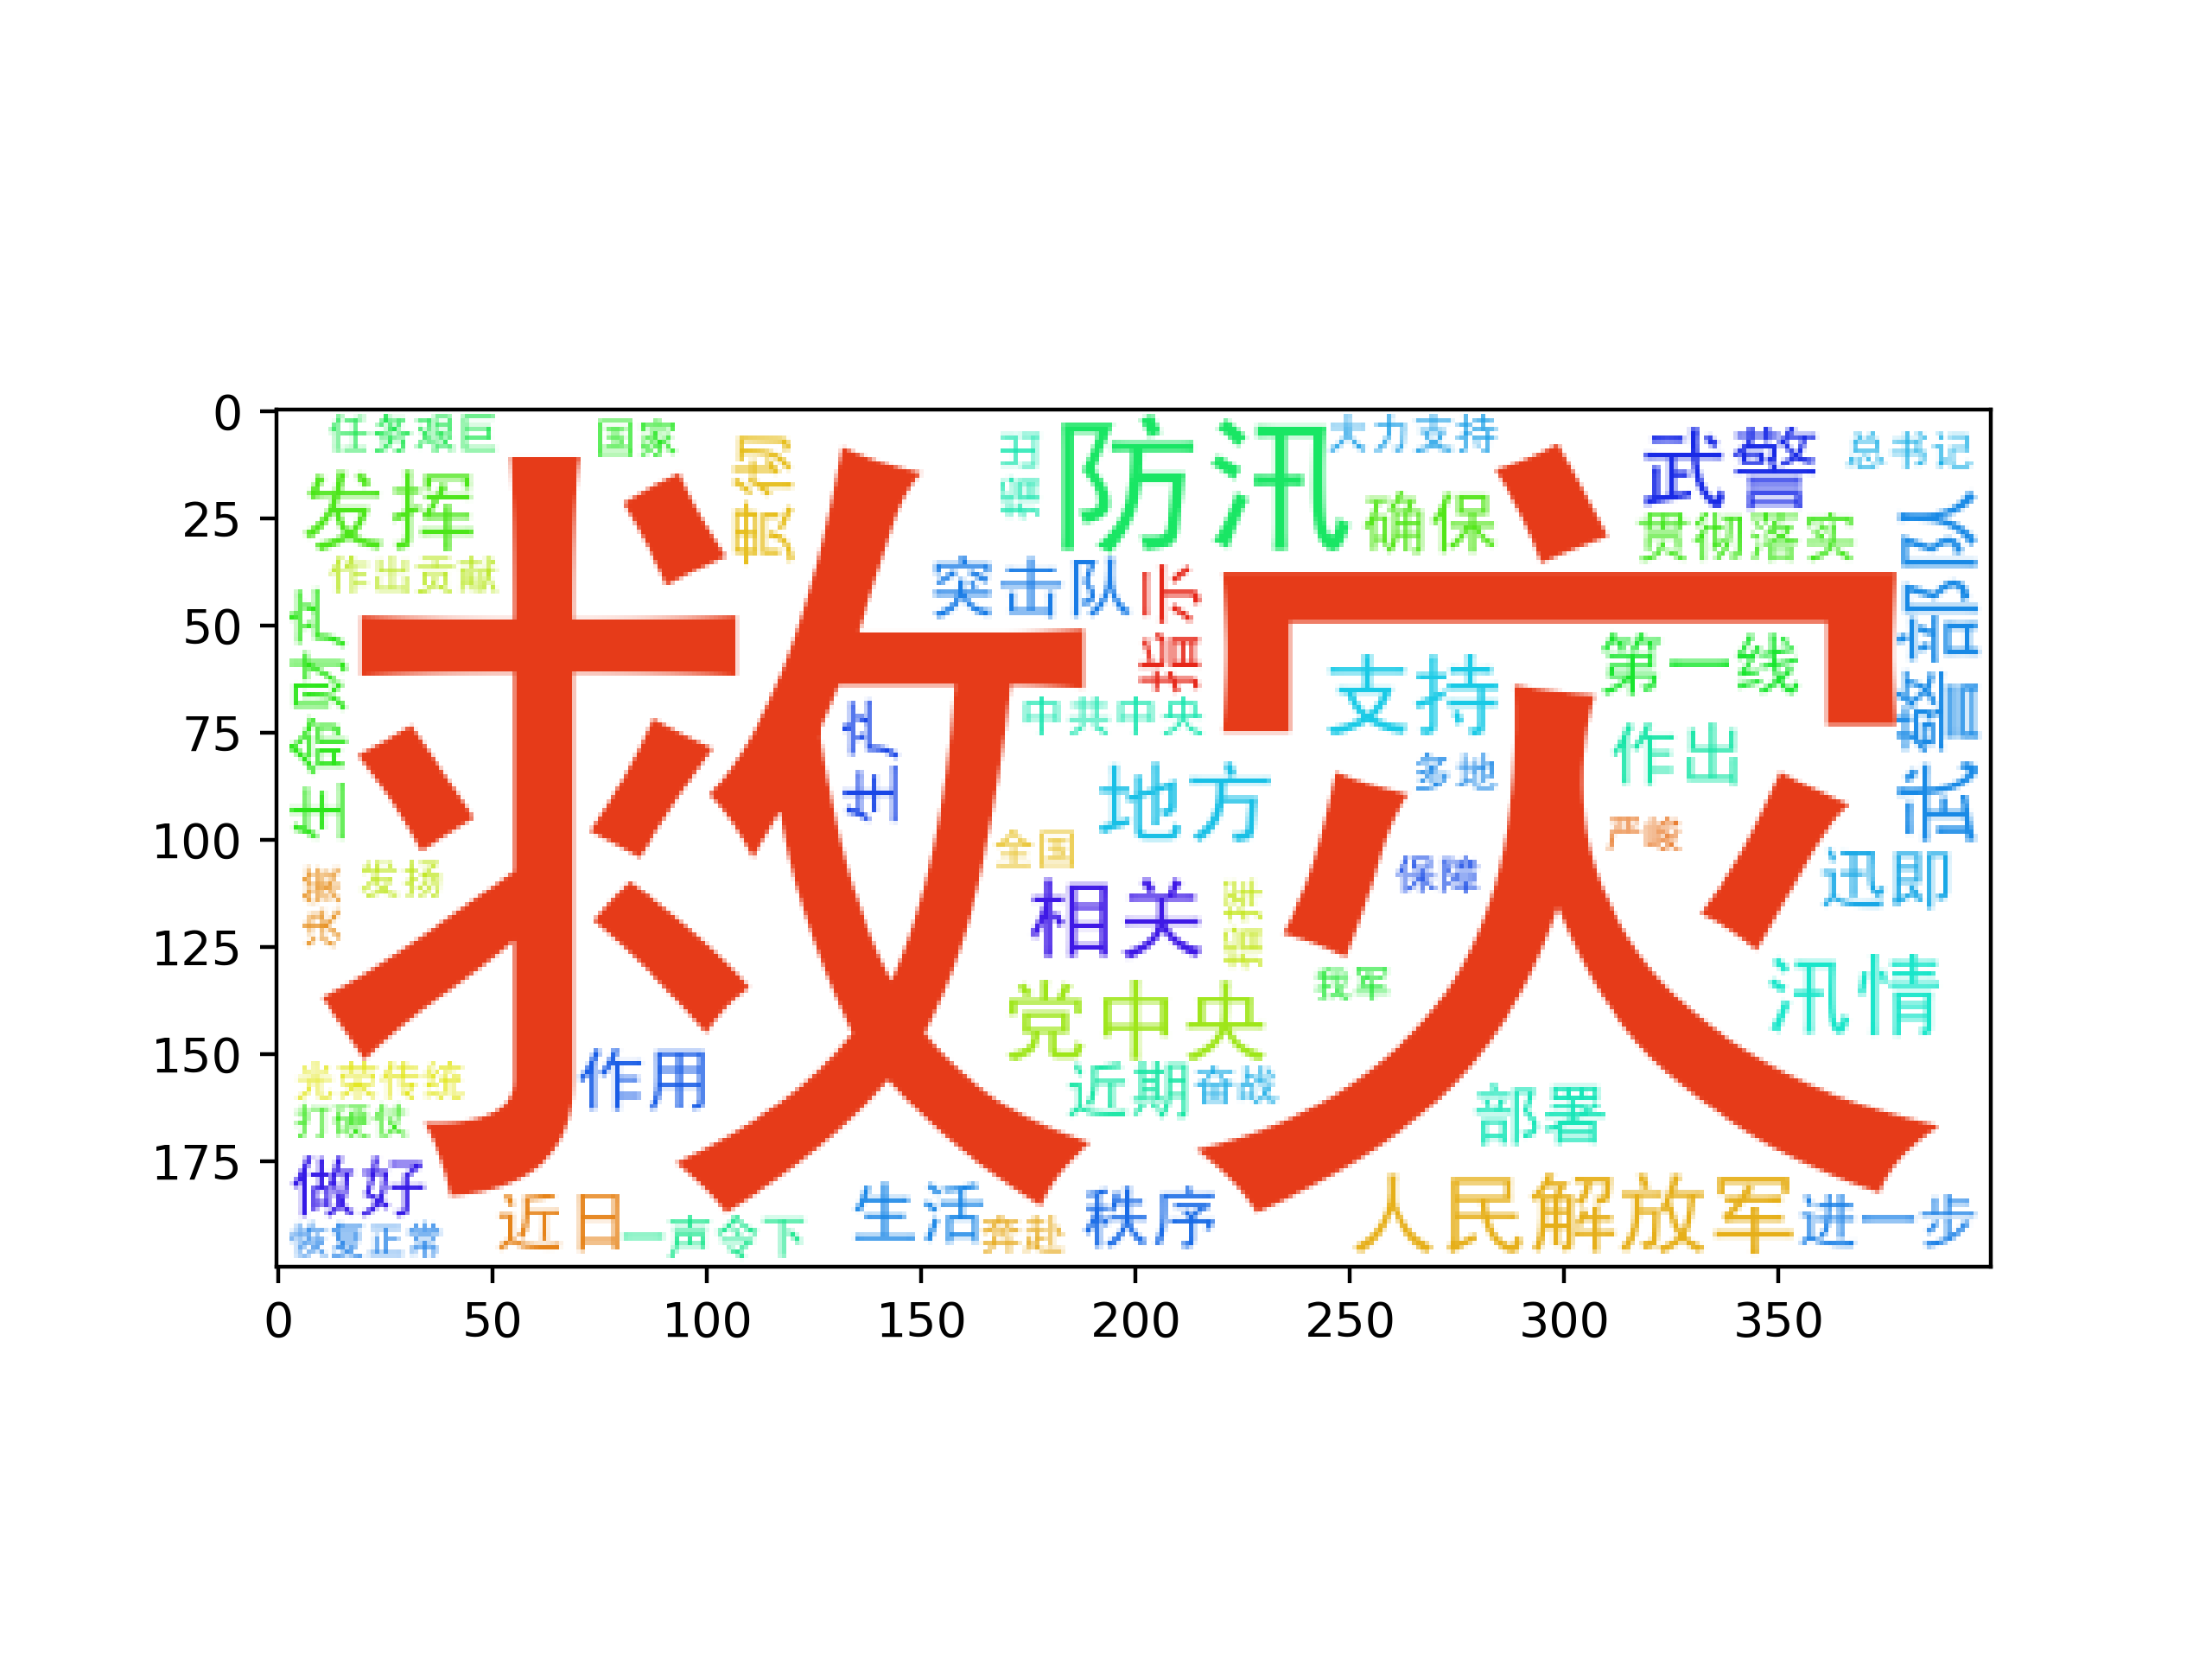 任务艰巨
国家
贯彻
防汛
大力支持
武警
总书记
发挥
确保
贯彻落实
作出贡献
突击队
指示
武警部队
救灾
生命财产
支持
第一线
中共中央
生产
作出
多地
地方
严峻
全国
保障
迅即
发扬
相关
指挥
汛情
我军
党中央
光荣传统
作用
近期
奋战
部署
打硬仗
做好
近日
生活
秩序
人民解放军
进一步
恢复正常
一声令下
奔赴
0
25
50
75
100
125
150
175
0 50 100 150 200 250 300 350